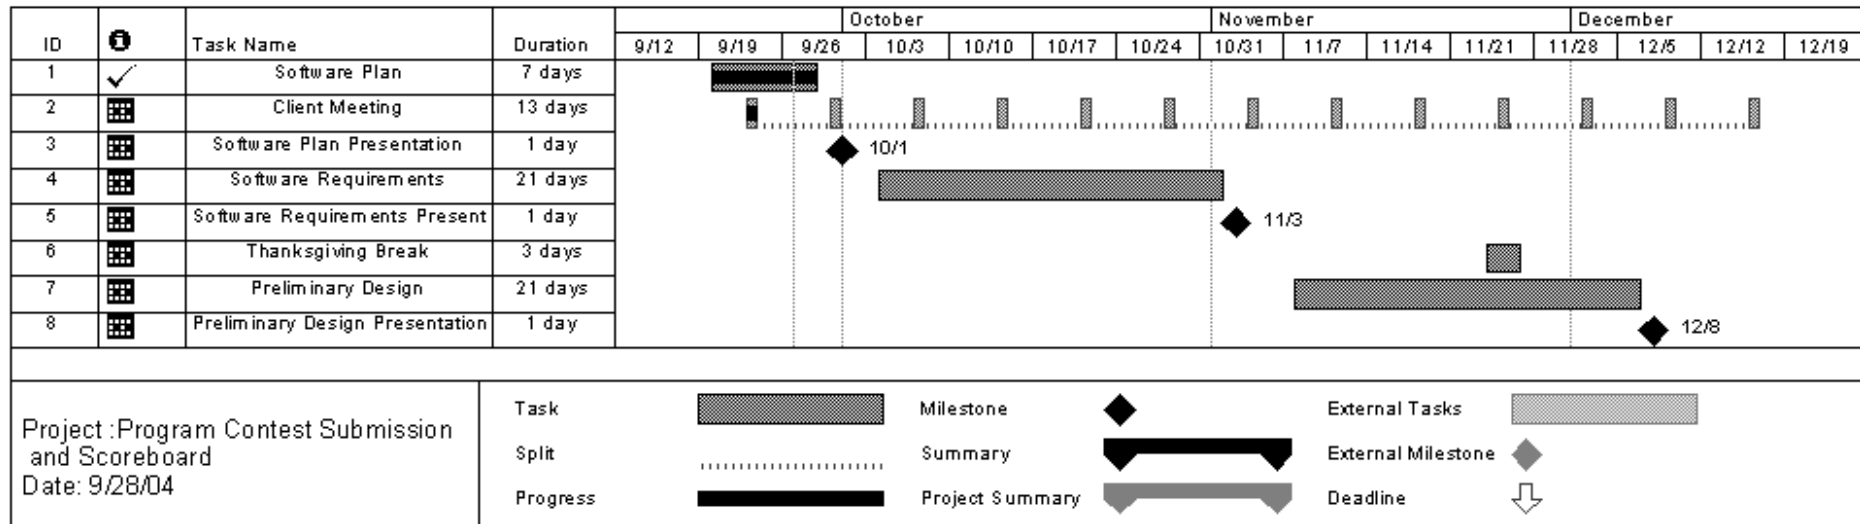 October November December
ID Task Name Duration 9/12 9/19 9/26 10/3 10/10 10/17 10/24 10/31 11/7 11/14 11/21 11/28 12/5 12/12 12/19
1 Software Plan 7 days
2 Client Meeting 13 days
3 Software Plan Presentation 1 day 10/1
4 Software Requirements 21 days
5 Software Requirements Present 1 day 11/3
6 Thanksgiving Break 3 days
7 Preliminary Design 21 days
8 Preliminary Design Presentation 1 day 12/8
Project :Program Contest Submission
and Scoreboard
Date: 9/28/04
Task Milestone External Tasks
Split Summary External Milestone
Progress Project Summary Deadline